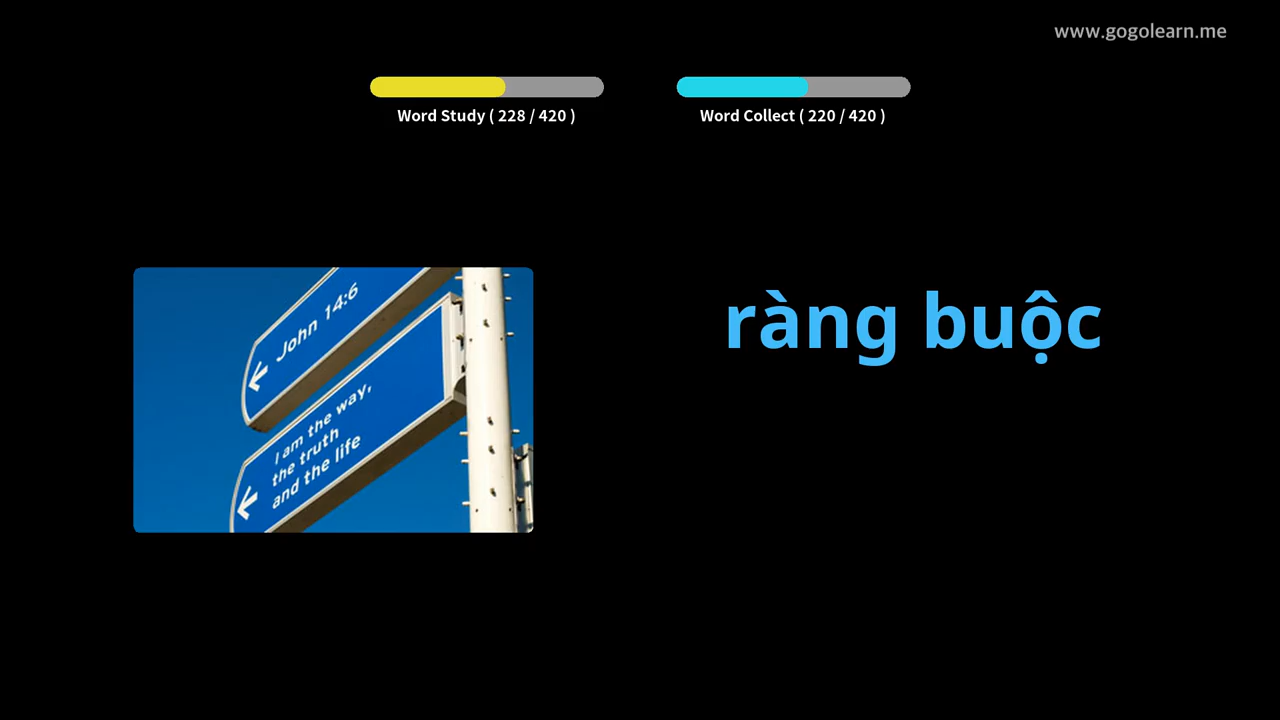 www.gogolearn.me
Word Study ( 228 / 420 )
Word Collect ( 220 / 420 )
John 14:6
I am the way,
the truth
and the life
ràng buộc